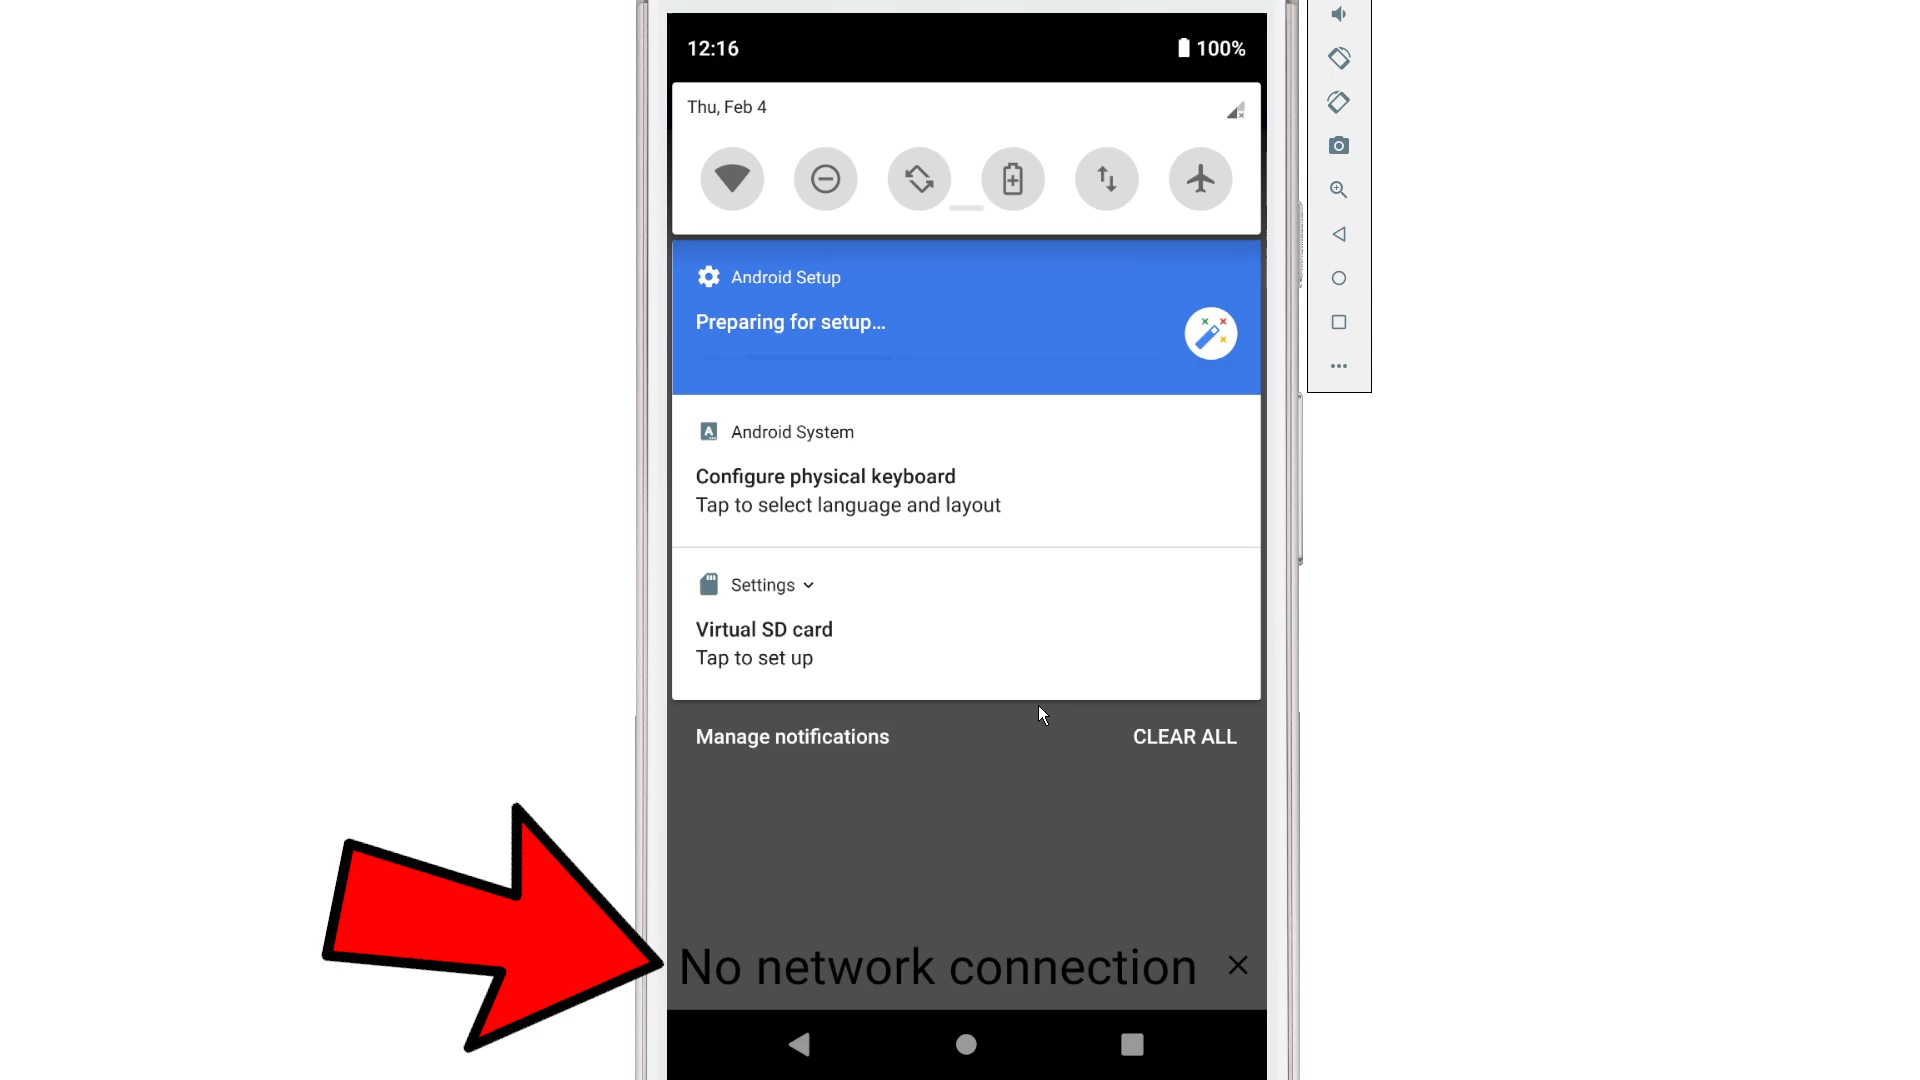 12:16
100%
Thu, Feb 4
Android Setup
Preparing for setup...
Android System
Configure physical keyboard
Tap to select language and layout
Settings
Virtual SD card
Tap to set up
Manage notifications
CLEAR ALL
No network connection